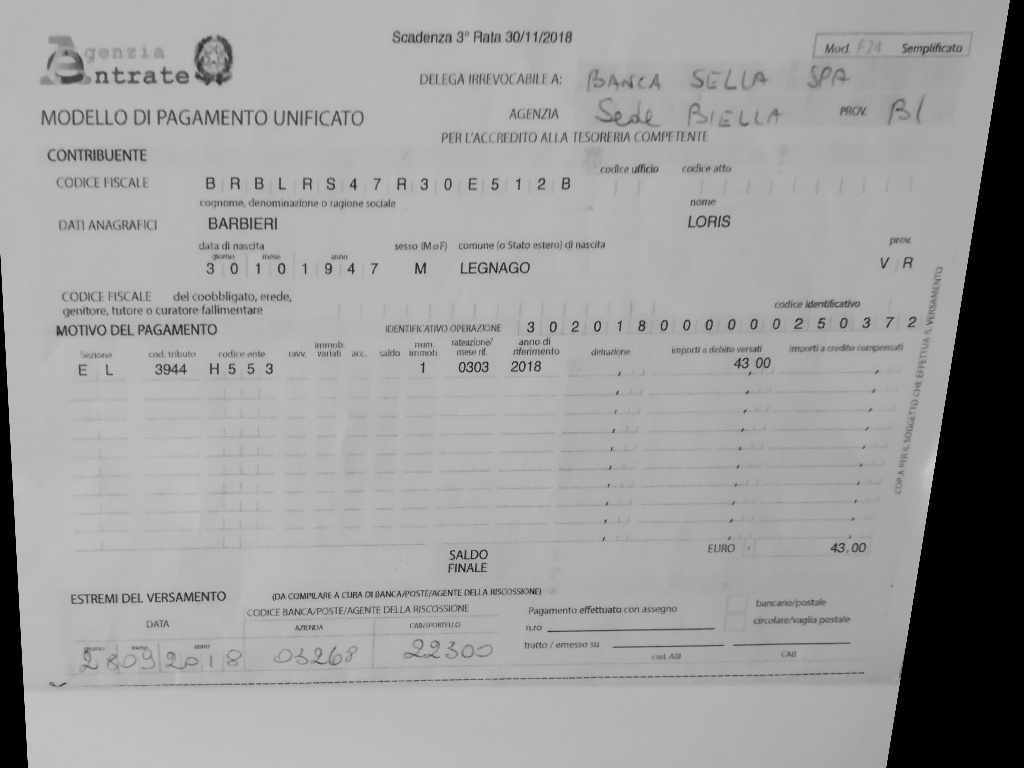 Agenzia
Entrate
Scadenza 3° Rata 30/11/2018
Mod. F24 Semplificato
DELEGA IRREVOCABILE A: BANCA SELLA SPA
MODELLO DI PAGAMENTO UNIFICATO
AGENZIA Sede BIELLA PROV. BI
PER L'ACCREDITO ALLA TESORERIA COMPETENTE
CONTRIBUENTE
codice ufficio codice atto
CODICE FISCALE B R B L R S 4 7 R 3 0 E 5 1 2 B
cognome, denominazione o ragione sociale nome
DATI ANAGRAFICI BARBIERI LORIS
data di nascita sesso (M o F) comune (o Stato estero) di nascita prov.
giorno mese anno
3 0 1 0 1 9 4 7 M LEGNAGO V R
CODICE FISCALE del coobbligato, erede,
genitore, tutore o curatore fallimentare codice identificativo
MOTIVO DEL PAGAMENTO IDENTIFICATIVO OPERAZIONE 3 0 2 0 1 8 0 0 0 0 0 2 5 0 3 7 2
Sezione cod. tributo codice ente ravv. immob. variati acc. saldo num. immob. rateazione/ mese rif. anno di riferimento detrazione importi a debito versati importi a credito compensati
E L 3944 H 5 5 3 1 0303 2018 43 00
SALDO
FINALE
EURO 43,00
COPIA PER IL SOGGETTO CHE EFFETTUA IL VERSAMENTO
ESTREMI DEL VERSAMENTO (DA COMPILARE A CURA DI BANCA/POSTE/AGENTE DELLA RISCOSSIONE)
DATA CODICE BANCA/POSTE/AGENTE DELLA RISCOSSIONE
AZIENDA CAB/SPORTELLO
giorno mese anno
28 09 2018 03268 22300
Pagamento effettuato con assegno bancario/postale
n.ro circolare/vaglia postale
tratto / emesso su
cod. ABI CAB